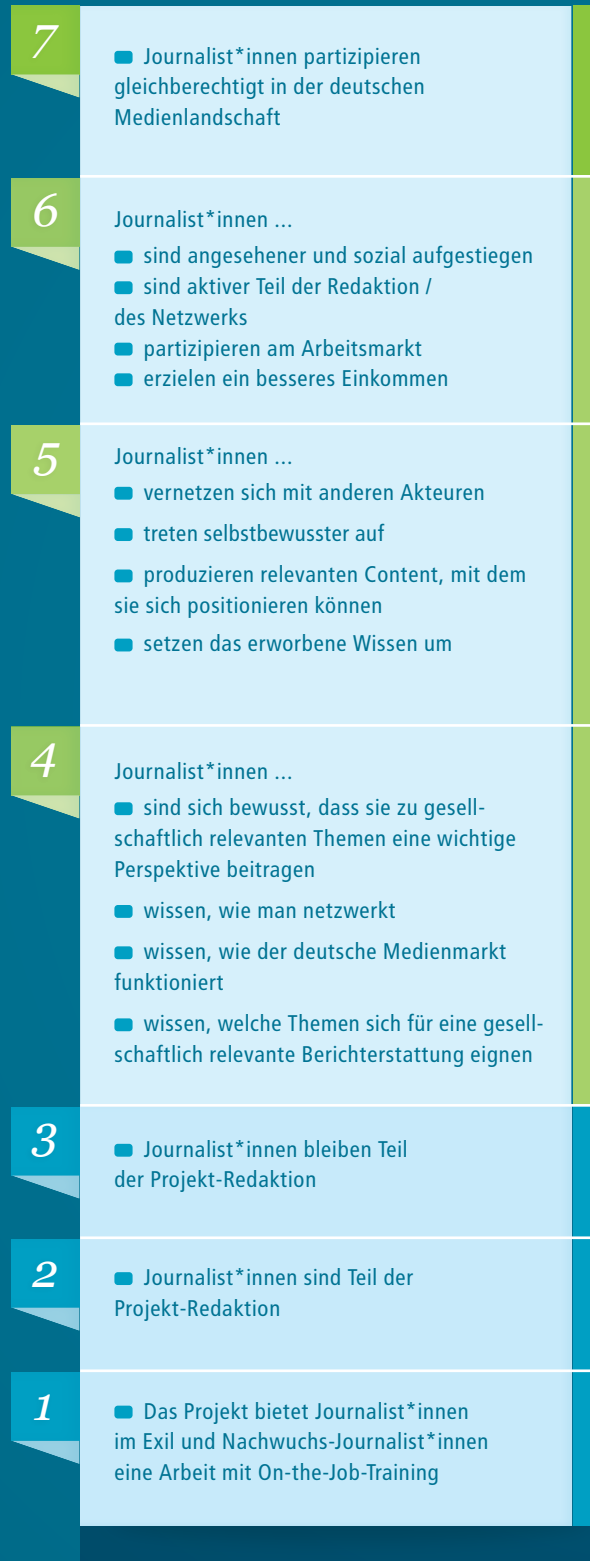 7
Journalist*innen partizipieren
gleichberechtigt in der deutschen
Medienlandschaft
6
Journalist*innen ...
sind angesehener und sozial aufgestiegen
sind aktiver Teil der Redaktion /
des Netzwerks
partizipieren am Arbeitsmarkt
erzielen ein besseres Einkommen
5
Journalist*innen ...
vernetzen sich mit anderen Akteuren
treten selbstbewusster auf
produzieren relevanten Content, mit dem
sie sich positionieren können
setzen das erworbene Wissen um
4
Journalist*innen ...
sind sich bewusst, dass sie zu gesell-
schaftlich relevanten Themen eine wichtige
Perspektive beitragen
wissen, wie man netzwerkt
wissen, wie der deutsche Medienmarkt
funktioniert
wissen, welche Themen sich für eine gesell-
schaftlich relevante Berichterstattung eignen
3
Journalist*innen bleiben Teil
der Projekt-Redaktion
2
Journalist*innen sind Teil der
Projekt-Redaktion
1
Das Projekt bietet Journalist*innen
im Exil und Nachwuchs-Journalist*innen
eine Arbeit mit On-the-Job-Training